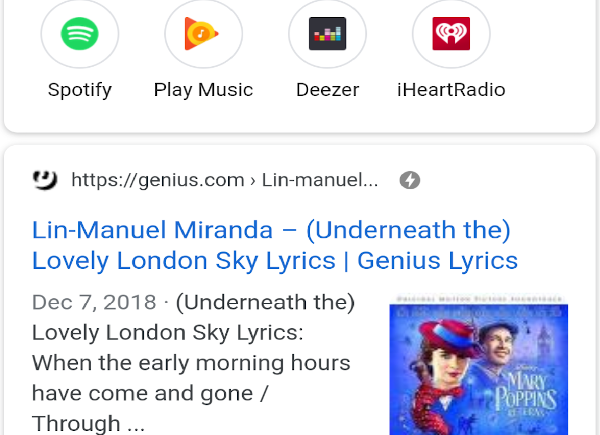 Spotify Play Music Deezer iHeartRadio
https://genius.com › Lin-manuel...
Lin-Manuel Miranda – (Underneath the)
Lovely London Sky Lyrics | Genius Lyrics
Dec 7, 2018 · (Underneath the)
Lovely London Sky Lyrics:
When the early morning hours
have come and gone /
Through ...
ORIGINAL MOTION PICTURE SOUNDTRACK
Disney
MARY
POPPINS
RETURNS